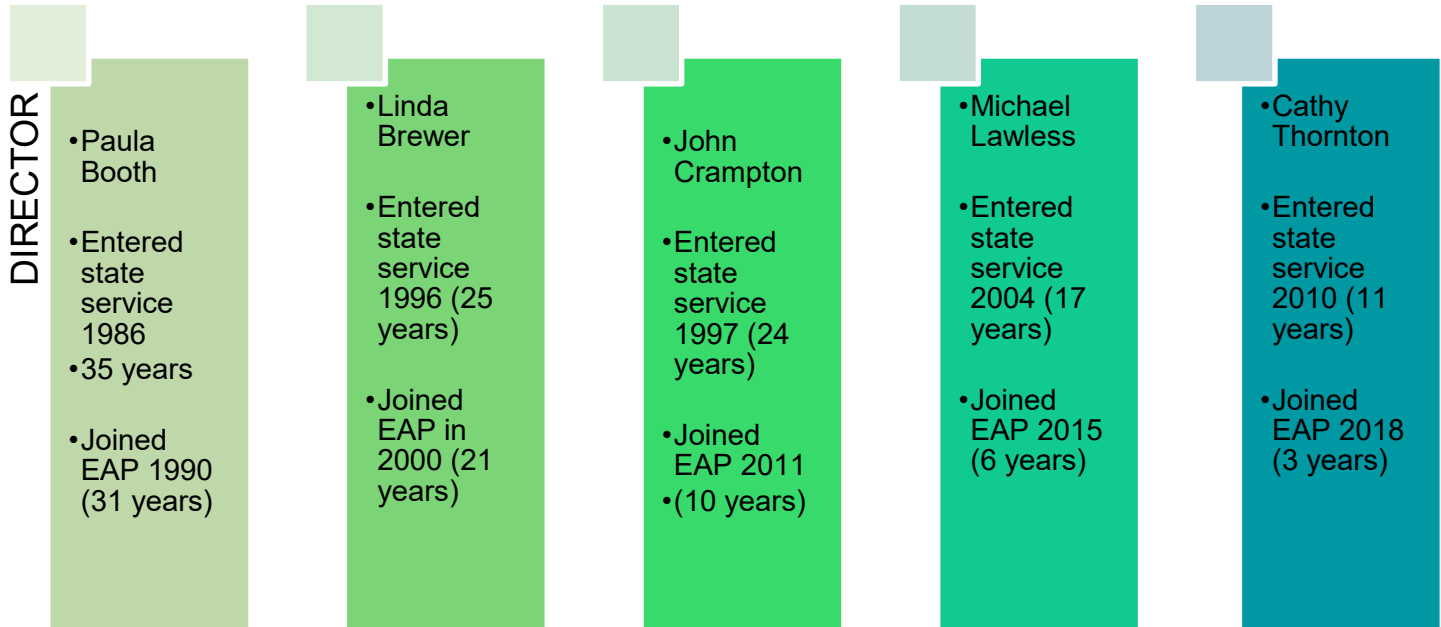 DIRECTOR
•Paula
Booth
•Entered
state
service
1986
•35 years
•Joined
EAP 1990
(31 years)
•Linda
Brewer
•Entered
state
service
1996 (25
years)
•Joined
EAP in
2000 (21
years)
•John
Crampton
•Entered
state
service
1997 (24
years)
•Joined
EAP 2011
•(10 years)
•Michael
Lawless
•Entered
state
service
2004 (17
years)
•Joined
EAP 2015
(6 years)
•Cathy
Thornton
•Entered
state
service
2010 (11
years)
•Joined
EAP 2018
(3 years)